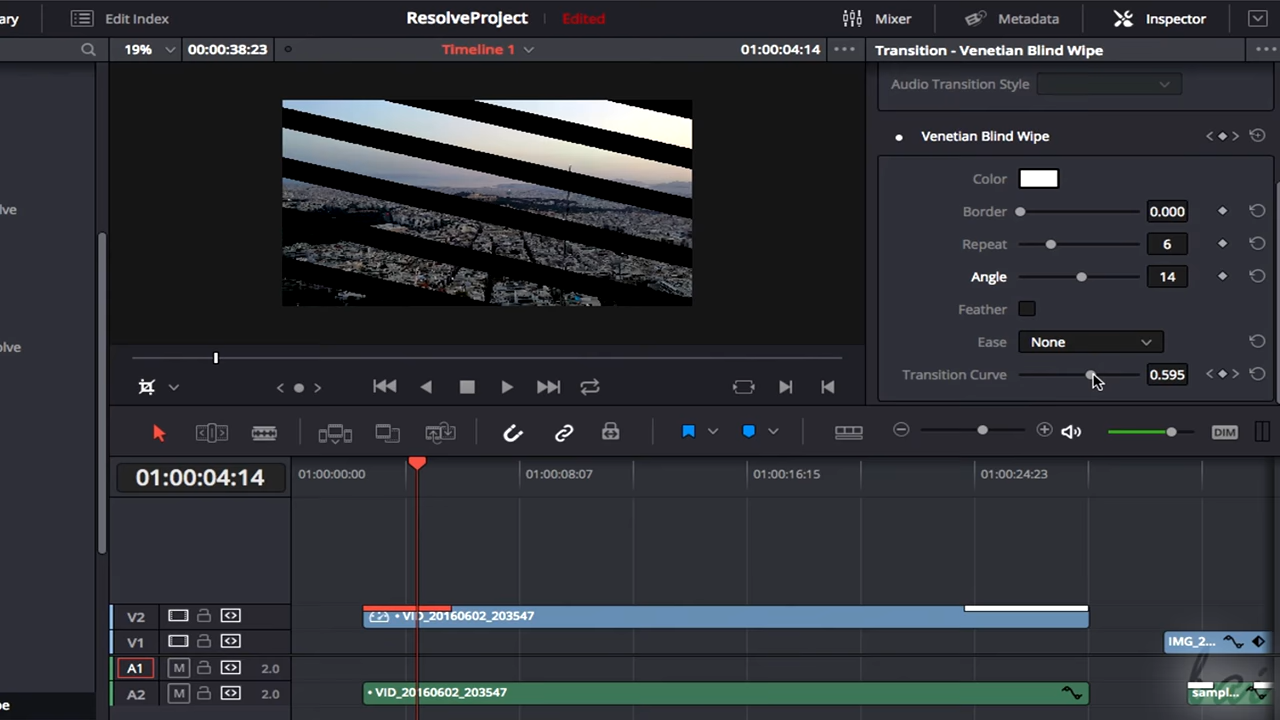 ary
Edit Index
ResolveProject
Edited
Mixer
Metadata
Inspector
19%
00:00:38:23
Timeline 1
01:00:04:14
Transition - Venetian Blind Wipe
Audio Transition Style
Venetian Blind Wipe
Color
Border
0.000
Repeat
6
Angle
14
Feather
Ease
None
Transition Curve
0.595
olve
olve
pe
DIM
01:00:04:14
01:00:00:00
01:00:08:07
01:00:16:15
01:00:24:23
V2
• VID_20160602_203547
V1
IMG_2...
A1
M
2.0
A2
M
2.0
• VID_20160602_203547
sampl...